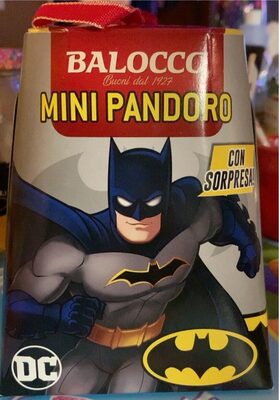 BALOCCO
Buoni dal 1927
MINI PANDORO
CON
SORPRESA!
DC